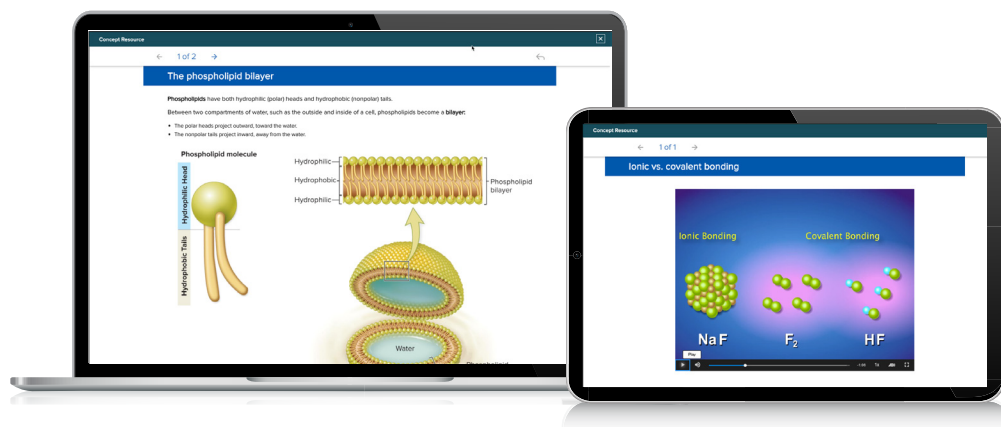 Concept Resource
1 of 2
The phospholipid bilayer
Phospholipids have both hydrophilic (polar) heads and hydrophobic (nonpolar) tails.
Between two compartments of water, such as the outside and inside of a cell, phospholipids become a bilayer:
• The polar heads project outward, toward the water.
• The nonpolar tails project inward, away from the water.
Phospholipid molecule
Hydrophilic Head
Hydrophobic Tails
Hydrophilic
Hydrophobic
Hydrophilic
Phospholipid
bilayer
Water
Concept Resource
1 of 1
Ionic vs. covalent bonding
Ionic Bonding
Covalent Bonding
NaF
F₂
HF
Play
1x